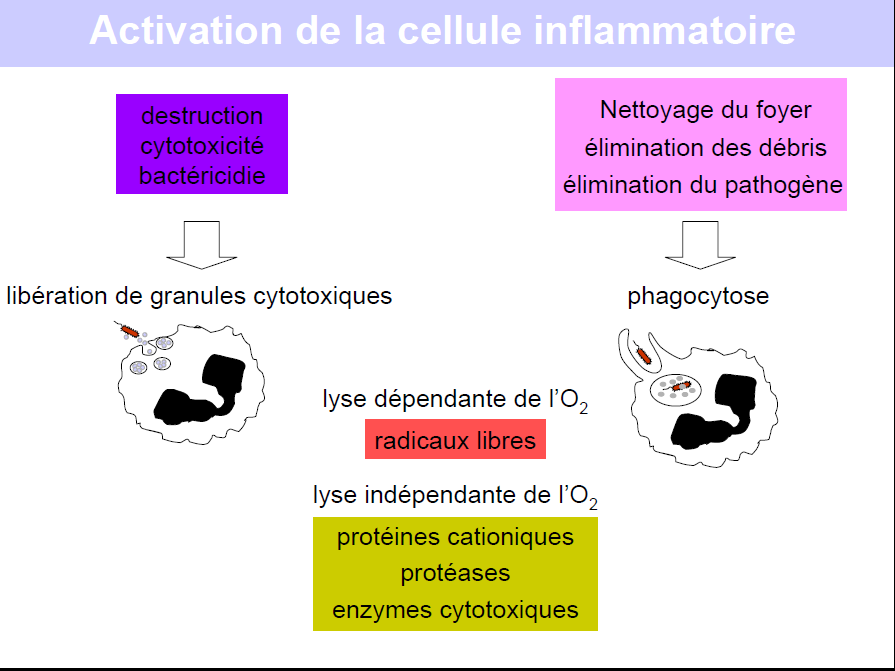 Activation de la cellule inflammatoire
destruction
cytotoxicité
bactéricidie
Nettoyage du foyer
élimination des débris
élimination du pathogène
libération de granules cytotoxiques
phagocytose
lyse dépendante de l'O2
radicaux libres
lyse indépendante de l'O2
protéines cationiques
protéases
enzymes cytotoxiques